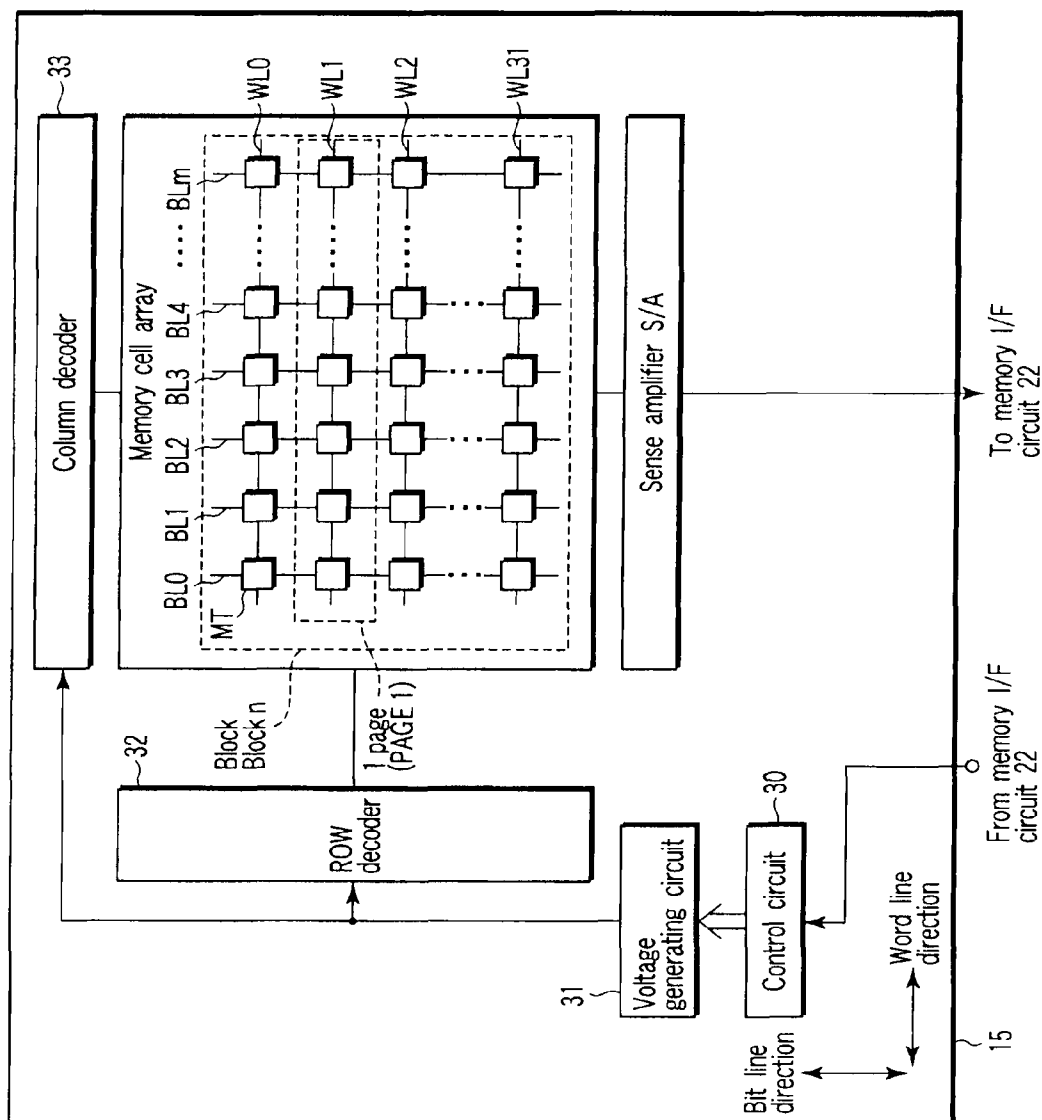 33
Column decoder
Memory cell array
BL0
BL1
BL2
BL3
BL4
.....
BLm
MT
WL0
WL1
WL2
WL31
Block
Block n
1 page
(PAGE 1)
32
ROW
decoder
Sense amplifier S/A
31
Voltage
generating circuit
30
Control circuit
Bit line
direction
Word line
direction
15
From memory I/F
circuit 22
To memory I/F
circuit 22